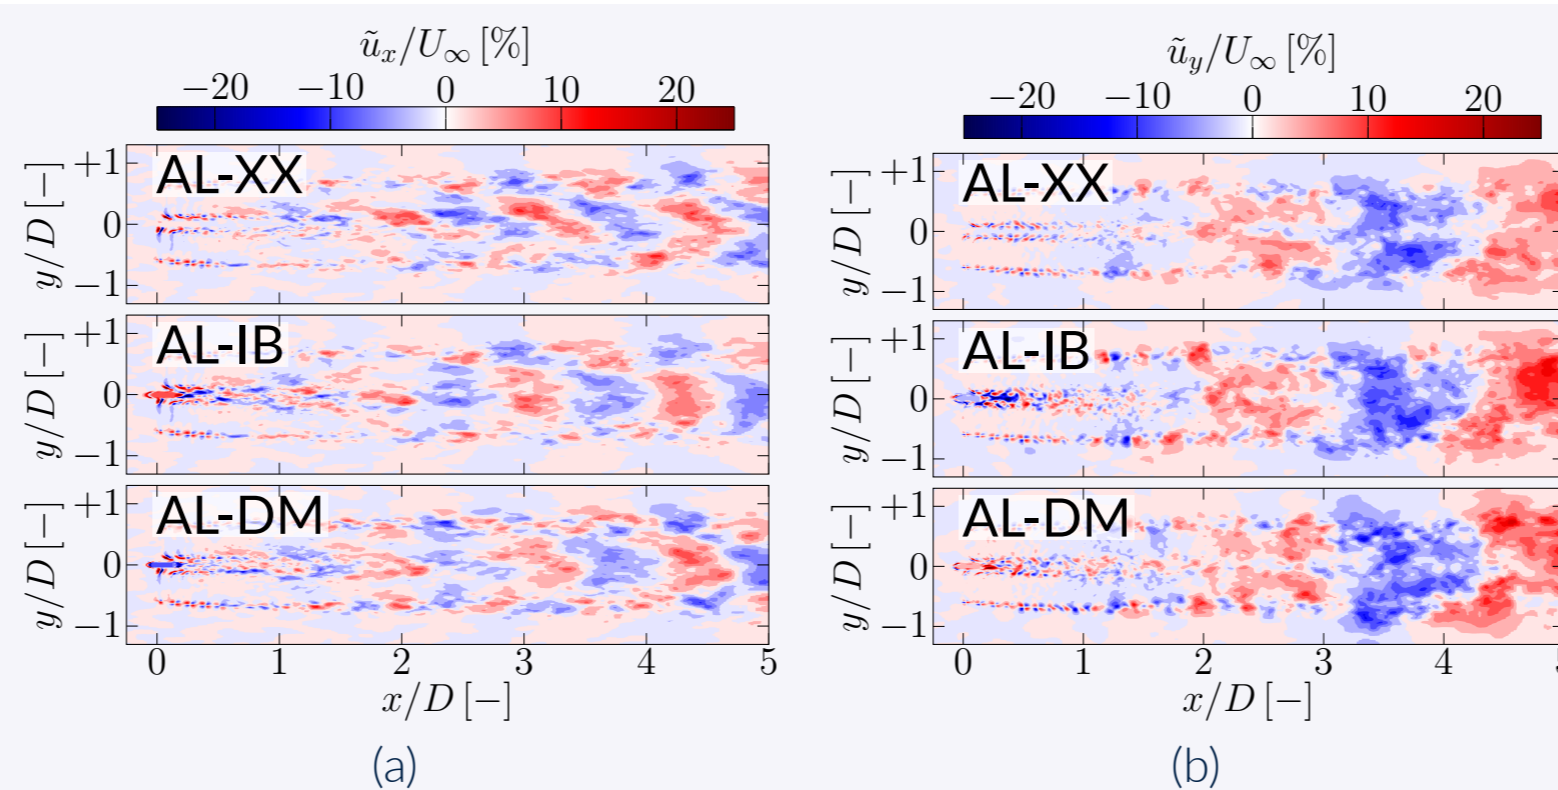 ũₓ/U∞ [%]
−20 −10 0 10 20
AL-XX
+1
0
−1
y/D [−]
AL-IB
+1
0
−1
y/D [−]
AL-DM
+1
0
−1
y/D [−]
0 1 2 3 4 5
x/D [−]
(a)
ũ_y/U∞ [%]
−20 −10 0 10 20
AL-XX
+1
0
−1
y/D [−]
AL-IB
+1
0
−1
y/D [−]
AL-DM
+1
0
−1
y/D [−]
0 1 2 3 4
x/D [−]
(b)